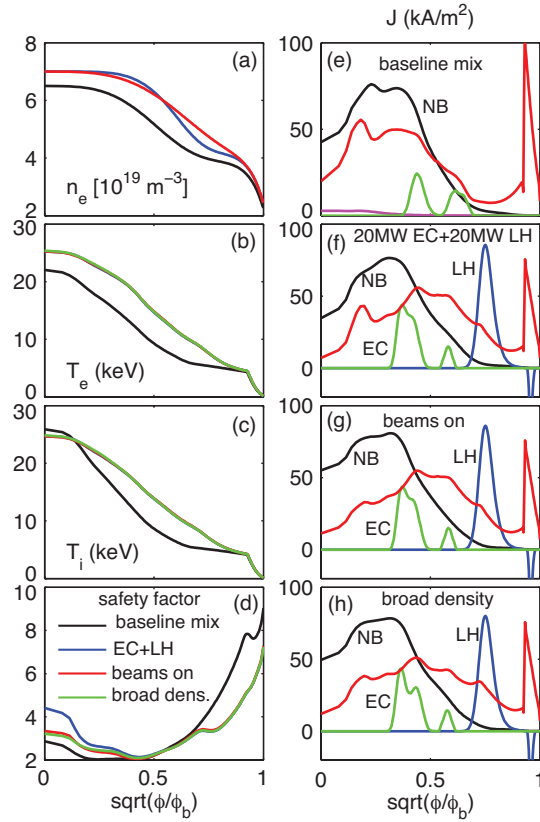 J (kA/m²)
8
7
6
4
2
(a)
n_e [10^19 m^-3]
100
50
0
(e)
baseline mix
NB
30
20
10
0
(b)
T_e (keV)
100
50
0
(f)
20MW EC+20MW LH
NB
LH
EC
30
20
10
0
(c)
T_i (keV)
80
50
0
(g)
beams on
NB
LH
EC
10
8
6
4
2
(d)
safety factor
baseline mix
EC+LH
beams on
broad dens.
80
50
0
(h)
broad density
NB
LH
EC
0
0.5
1
sqrt(ϕ/ϕ_b)
0
0.5
1
sqrt(ϕ/ϕ_b)